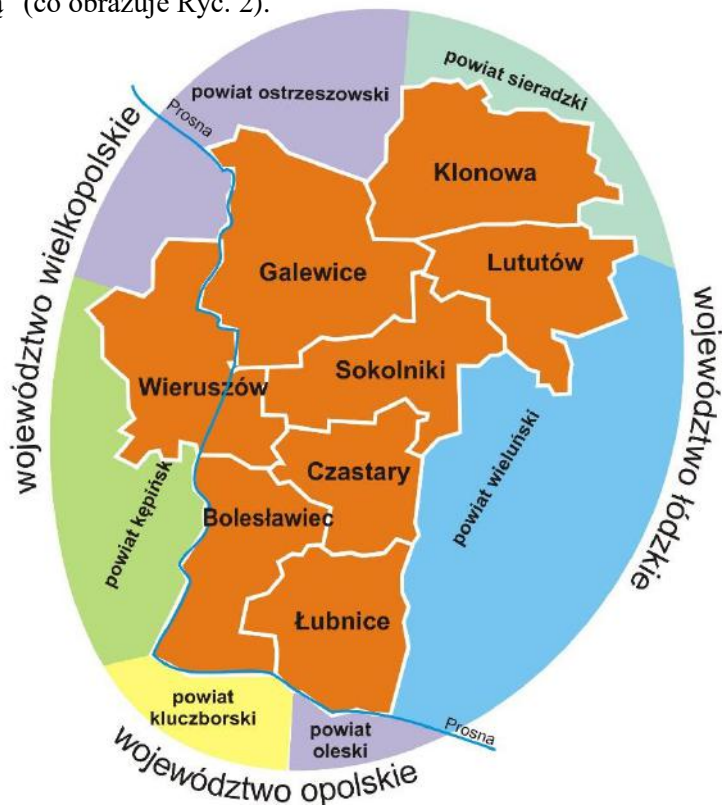 ą" (co obrazuje Ryc. 2).
powiat sieradzki
powiat ostrzeszowski
Prosna
województwo wielkopolskie
Klonowa
Galewice
Lututów
województwo łódzkie
Sokolniki
Wieruszów
powiat wieluński
Czastary
powiat kępińsk
Bolesławiec
Łubnice
powiat
kluczborski
powiat
oleski
Prosna
województwo opolskie